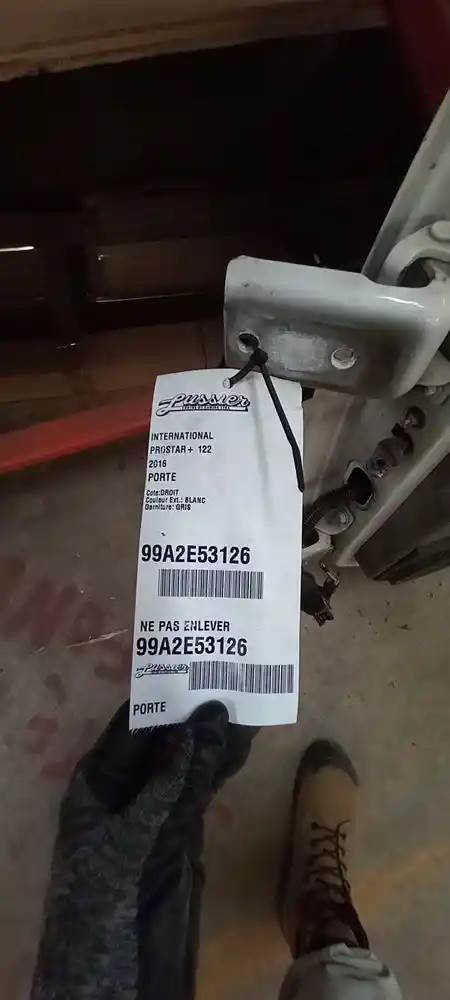 Lussier
INTERNATIONAL
PROSTAR+ 122
2016
PORTE
Cote:DROIT
Couleur Ext.: BLANC
Garniture: GRIS
99A2E53126
NE PAS ENLEVER
99A2E53126
Lussier
PORTE